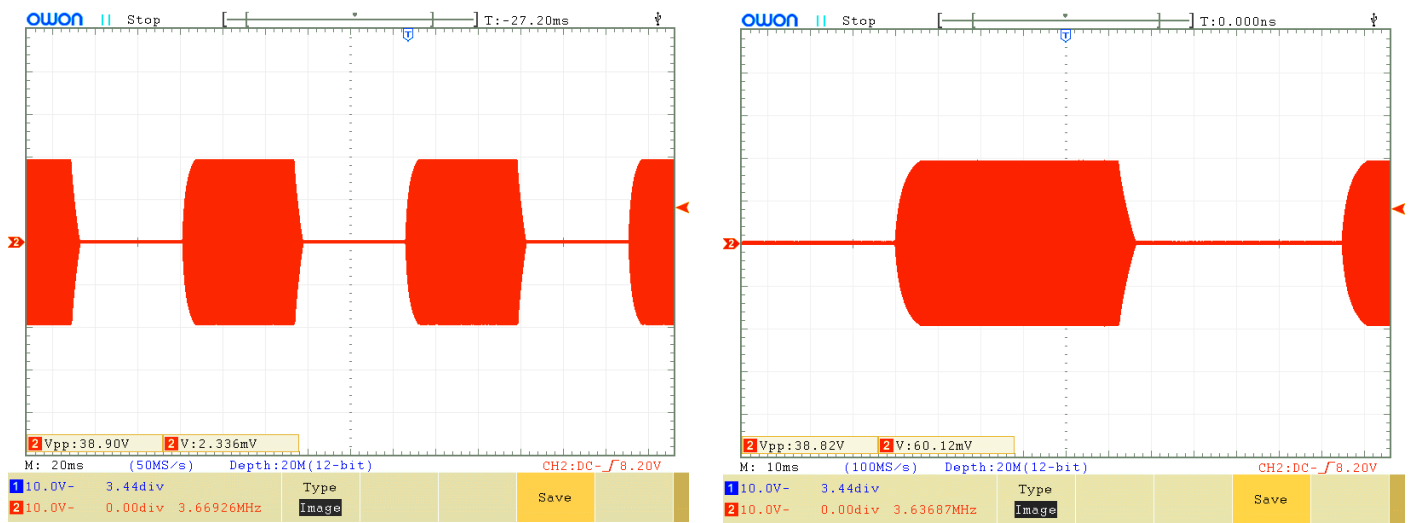 OWON Stop T:-27.20ms
T
2
2 Vpp:38.90V 2 V:2.336mV
M: 20ms (50MS/s) Depth:20M(12-bit) CH2:DC-⨍8.20V
1 10.0V- 3.44div
2 10.0V- 0.00div 3.66926MHz
Type
Image
Save
OWON Stop T:0.000ns
T
2
2 Vpp:38.82V 2 V:60.12mV
M: 10ms (100MS/s) Depth:20M(12-bit) CH2:DC-⨍8.20V
1 10.0V- 3.44div
2 10.0V- 0.00div 3.63687MHz
Type
Image
Save